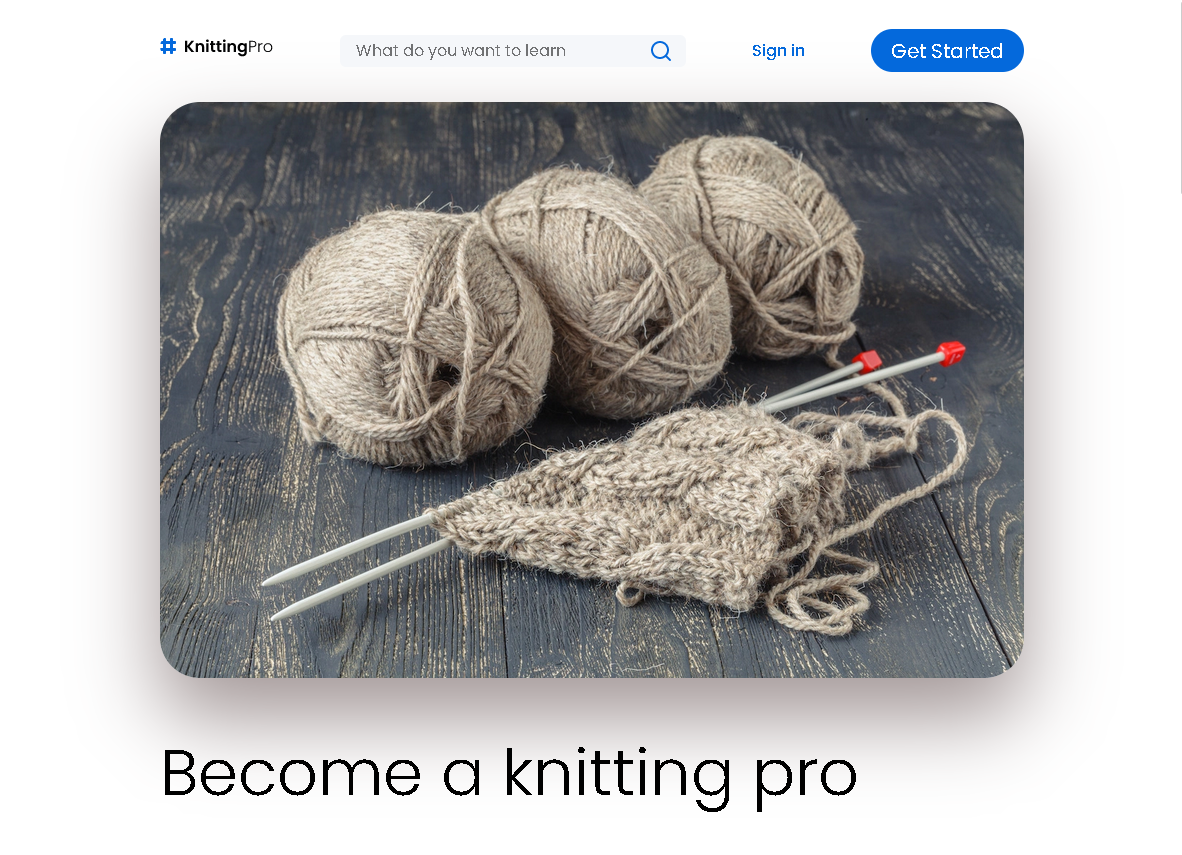 KnittingPro
What do you want to learn
Sign in
Get Started
Become a knitting pro